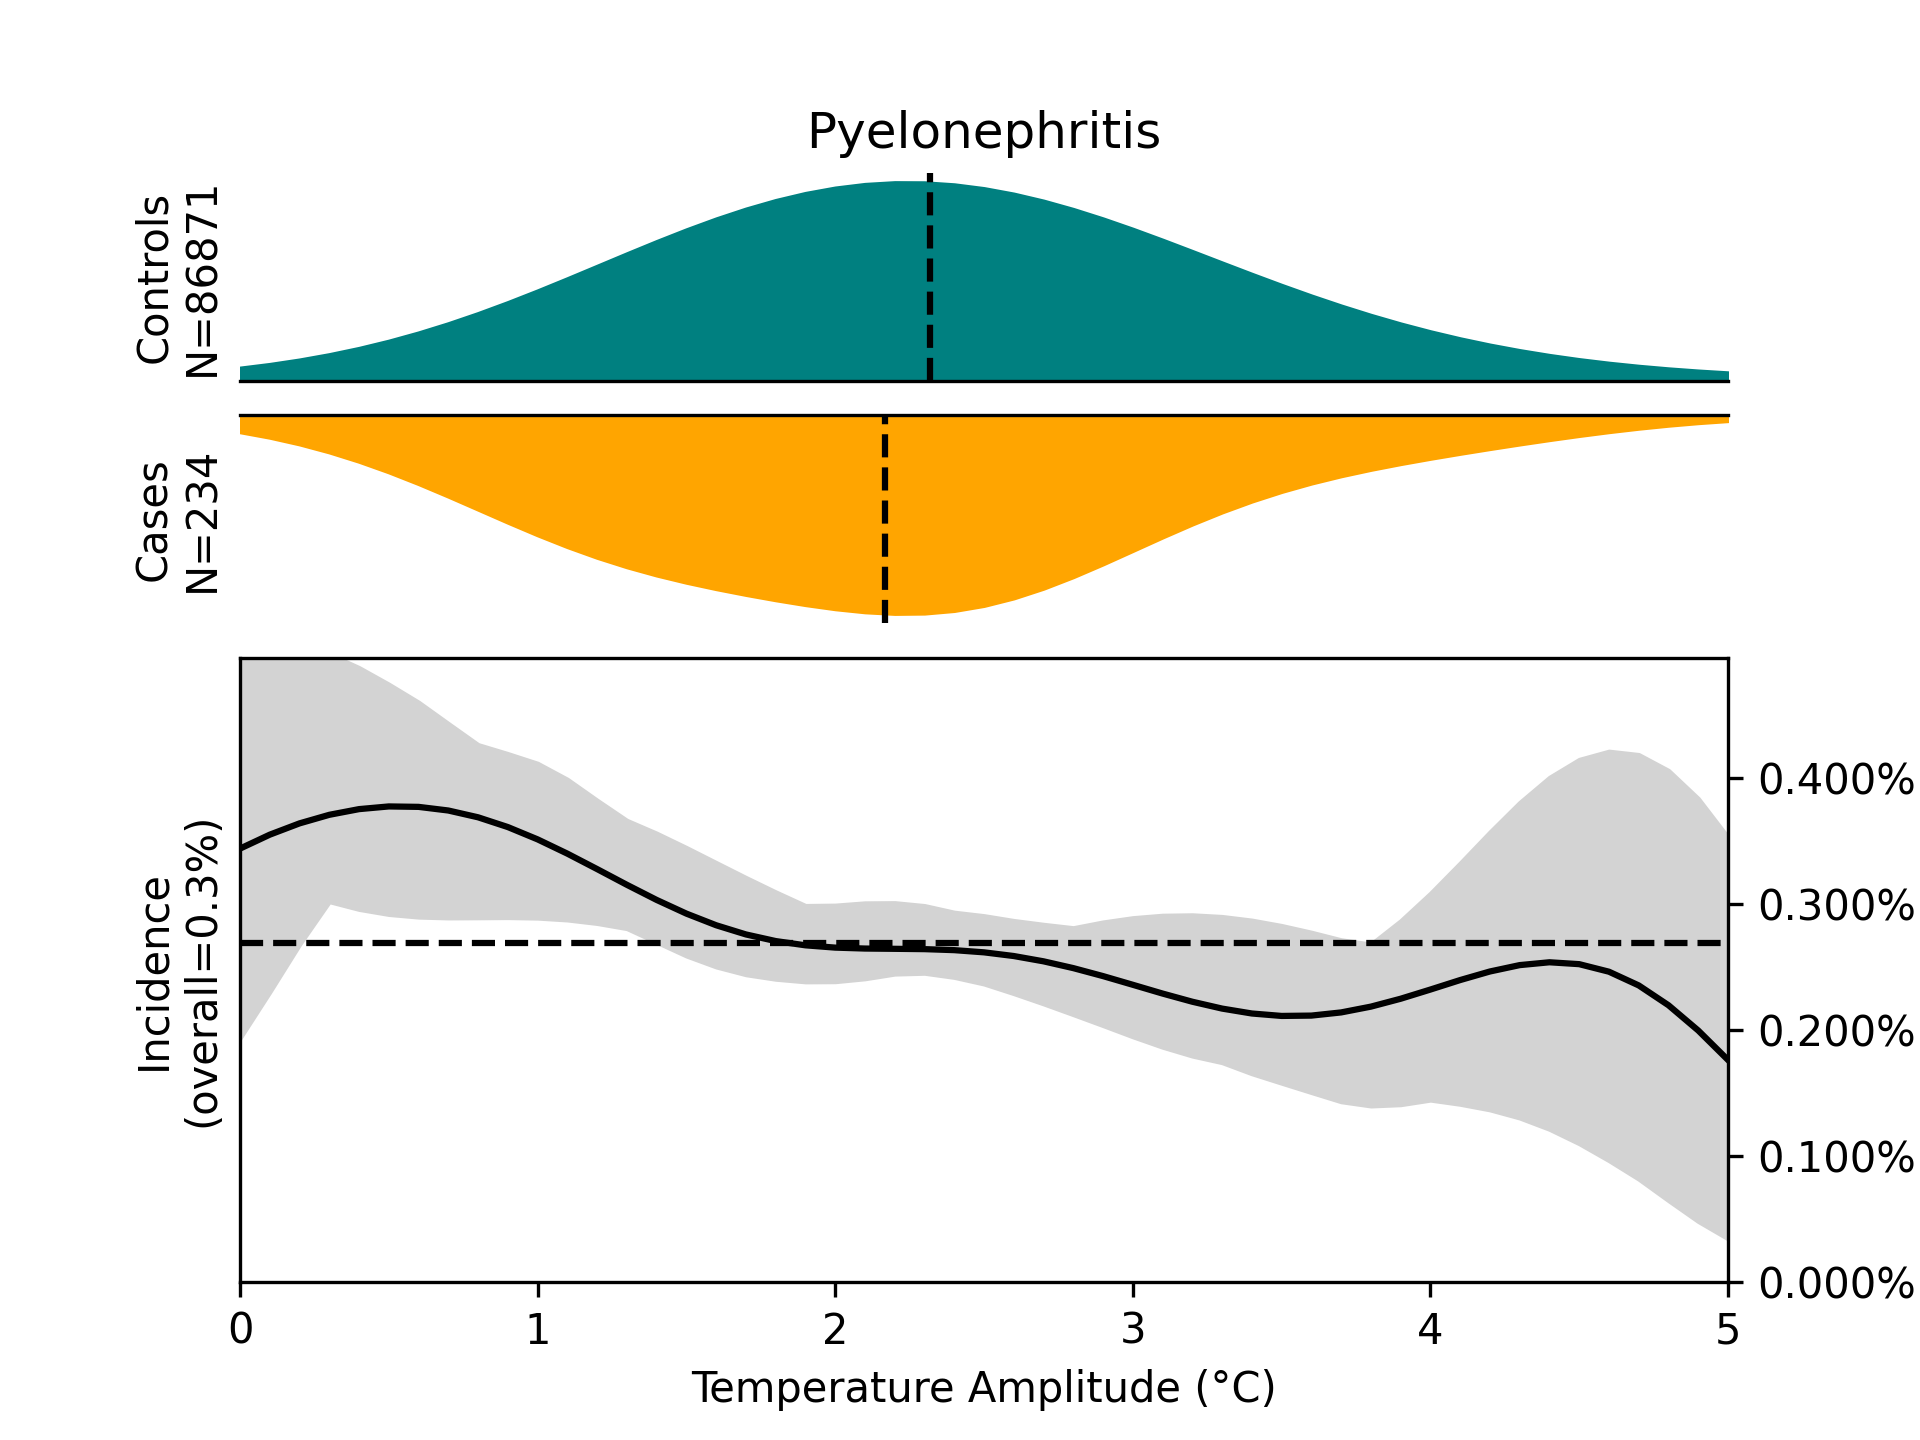 Pyelonephritis
Controls
N=86871
Cases
N=234
Incidence
(overall=0.3%)
0.400%
0.300%
0.200%
0.100%
0.000%
0 1 2 3 4 5
Temperature Amplitude (°C)